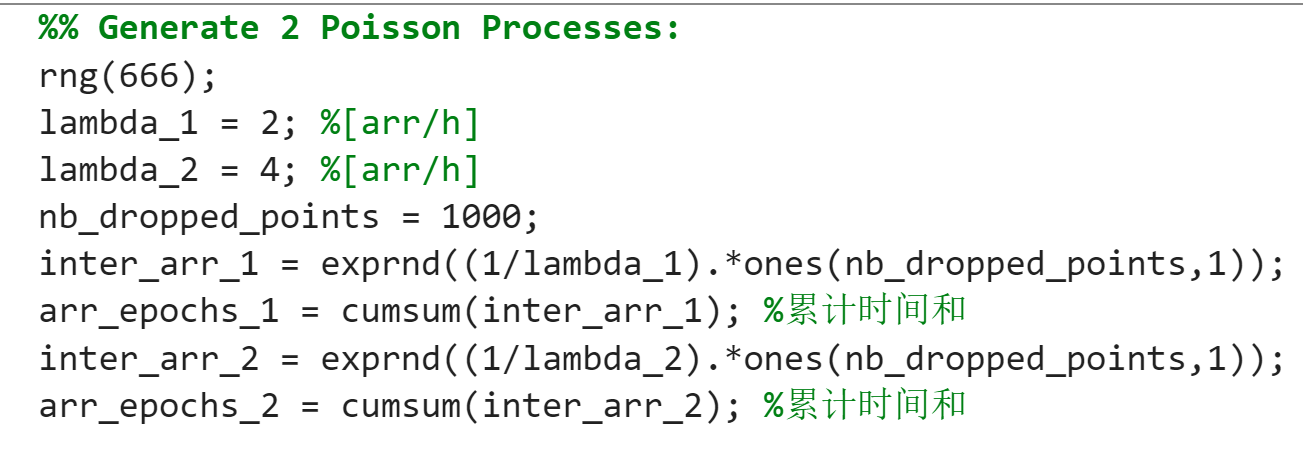 %% Generate 2 Poisson Processes:
rng(666);
lambda_1 = 2; %[arr/h]
lambda_2 = 4; %[arr/h]
nb_dropped_points = 1000;
inter_arr_1 = exprnd((1/lambda_1).*ones(nb_dropped_points,1));
arr_epochs_1 = cumsum(inter_arr_1); %累计时间和
inter_arr_2 = exprnd((1/lambda_2).*ones(nb_dropped_points,1));
arr_epochs_2 = cumsum(inter_arr_2); %累计时间和